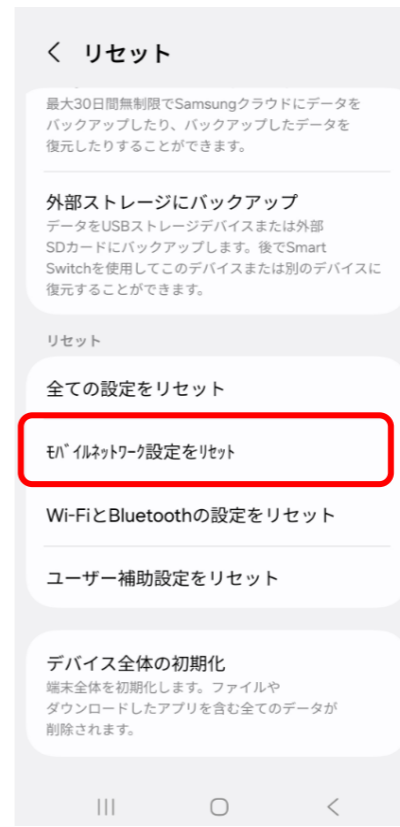 リセット
最大30日間無制限でSamsungクラウドにデータを
バックアップしたり、バックアップしたデータを
復元したりすることができます。
外部ストレージにバックアップ
データをUSBストレージデバイスまたは外部
SDカードにバックアップします。後でSmart
Switchを使用してこのデバイスまたは別のデバイスに
復元することができます。
リセット
全ての設定をリセット
ﾓﾊﾞｲﾙﾈｯﾄﾜｰｸ設定をﾘｾｯﾄ
Wi-FiとBluetoothの設定をリセット
ユーザー補助設定をリセット
デバイス全体の初期化
端末全体を初期化します。ファイルや
ダウンロードしたアプリを含む全てのデータが
削除されます。